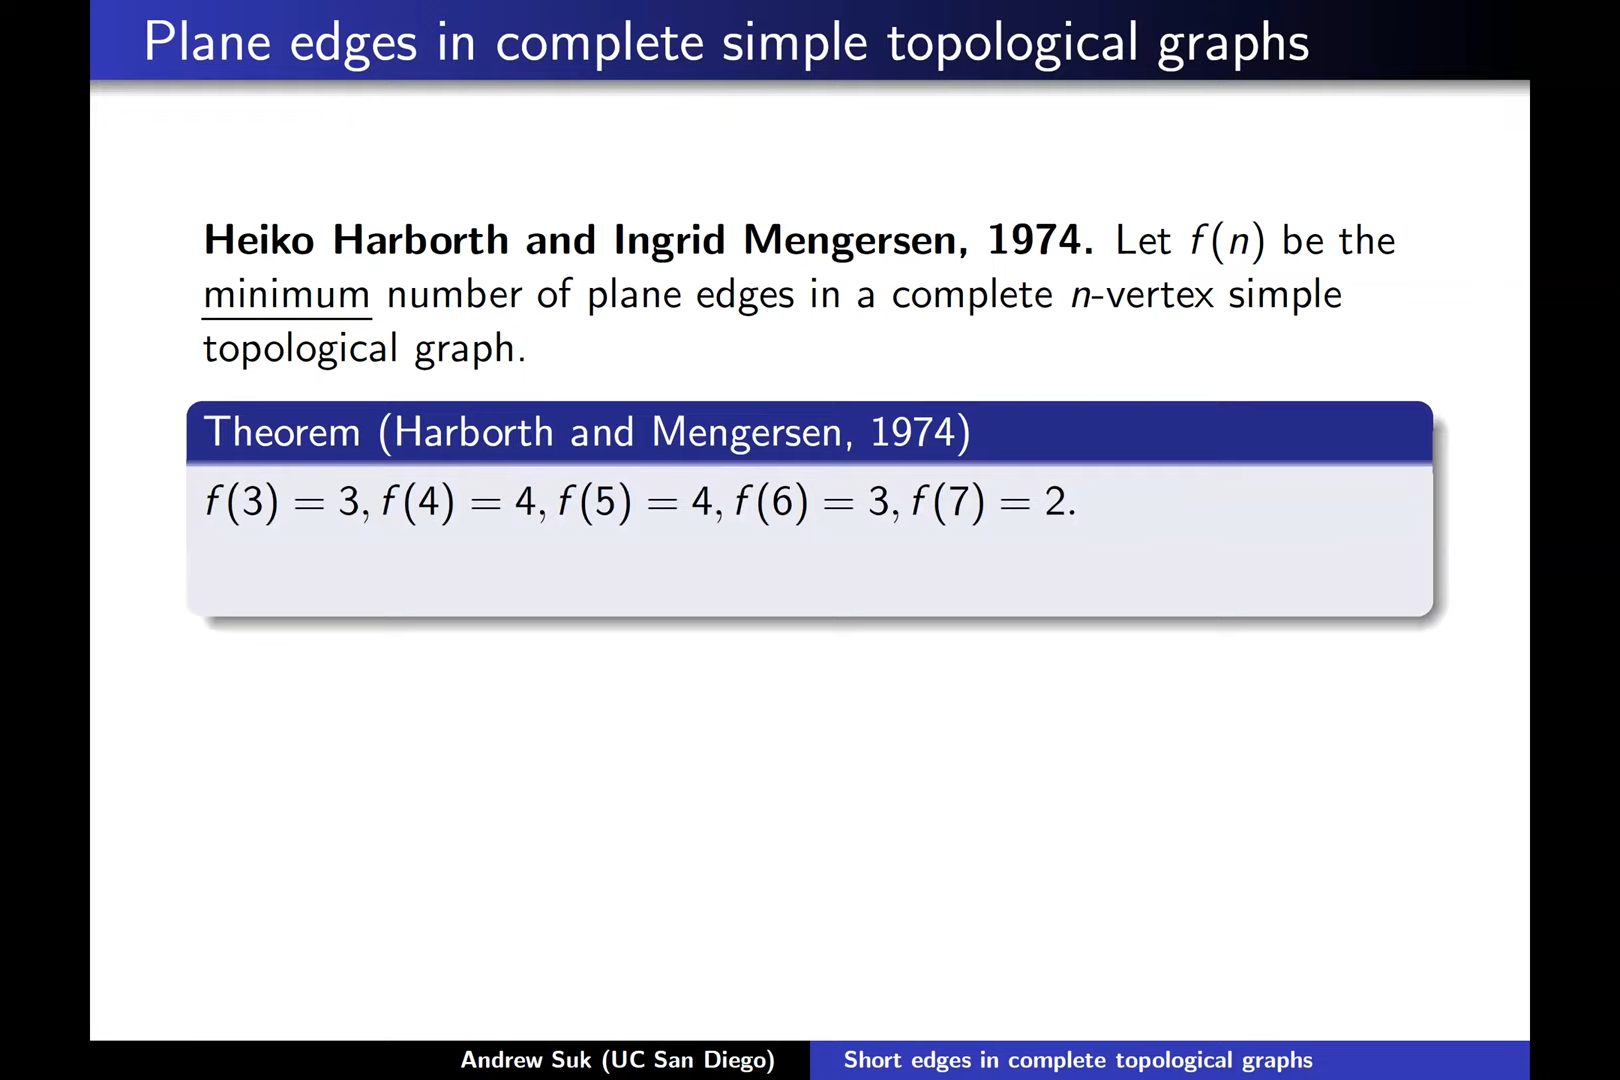 Plane edges in complete simple topological graphs
Heiko Harborth and Ingrid Mengersen, 1974. Let f(n) be the
minimum number of plane edges in a complete n-vertex simple
topological graph.
Theorem (Harborth and Mengersen, 1974)
f(3) = 3, f(4) = 4, f(5) = 4, f(6) = 3, f(7) = 2.
Andrew Suk (UC San Diego)
Short edges in complete topological graphs